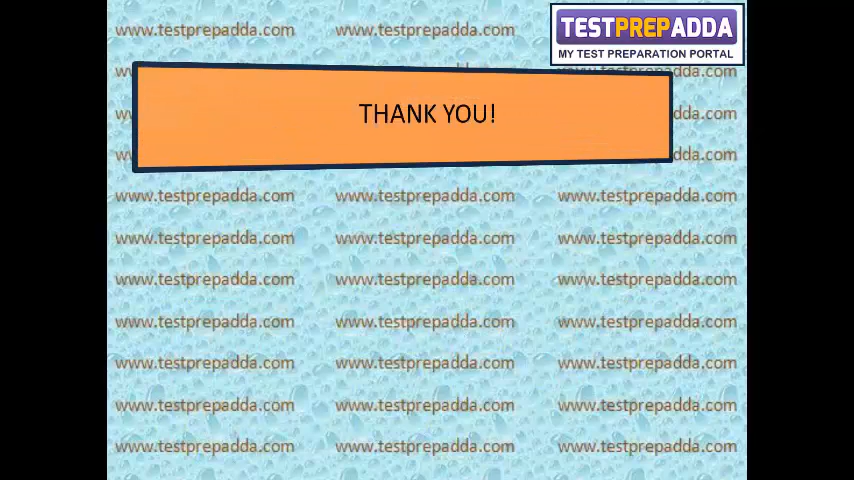 www.testprepadda.com www.testprepadda.com
TESTPREPADDA
MY TEST PREPARATION PORTAL
THANK YOU!
dda.com
dda.com
www.testprepadda.com www.testprepadda.com www.testprepadda.com
www.testprepadda.com www.testprepadda.com www.testprepadda.com
www.testprepadda.com www.testprepadda.com www.testprepadda.com
www.testprepadda.com www.testprepadda.com www.testprepadda.com
www.testprepadda.com www.testprepadda.com www.testprepadda.com
www.testprepadda.com www.testprepadda.com www.testprepadda.com
www.testprepadda.com www.testprepadda.com www.testprepadda.com